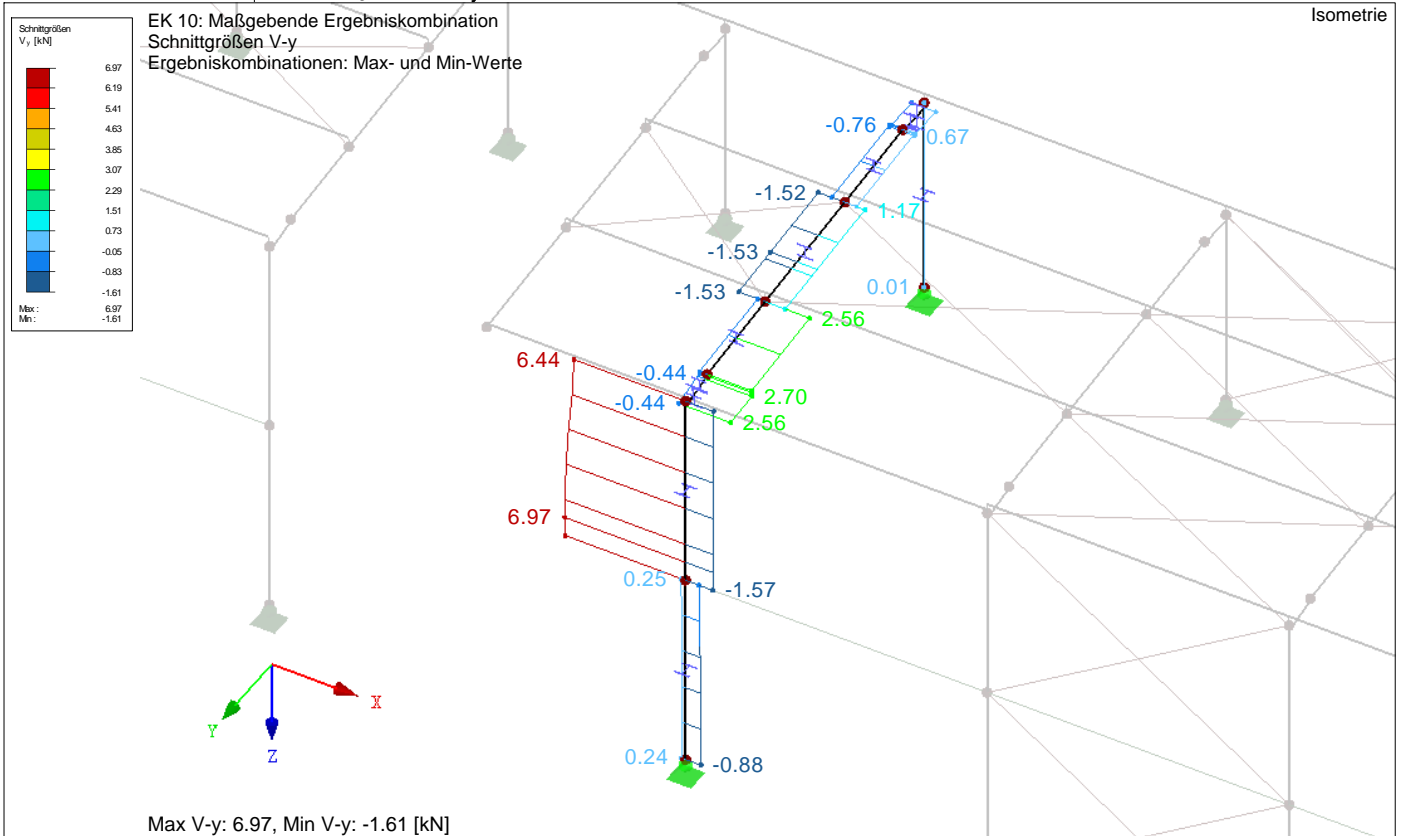 Schnittgrößen
V y [kN]
6.97
6.19
5.41
4.63
3.85
3.07
2.29
1.51
0.73
-0.05
-0.83
-1.61
Max : 6.97
Min : -1.61
EK 10: Maßgebende Ergebniskombination
Schnittgrößen V-y
Ergebniskombinationen: Max- und Min-Werte
Isometrie
-0.76
0.67
-1.52
1.17
-1.53
-1.53
0.01
2.56
6.44
-0.44
2.70
-0.44
2.56
6.97
0.25
-1.57
0.24
-0.88
X
Y
Z
Max V-y: 6.97, Min V-y: -1.61 [kN]